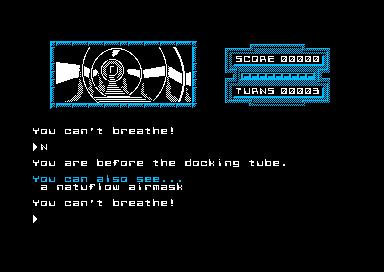 SCORE 00000
TURNS 00003
You can't breathe!
N
You are before the docking tube.
You can also see...
a natuflow airmask
You can't breathe!